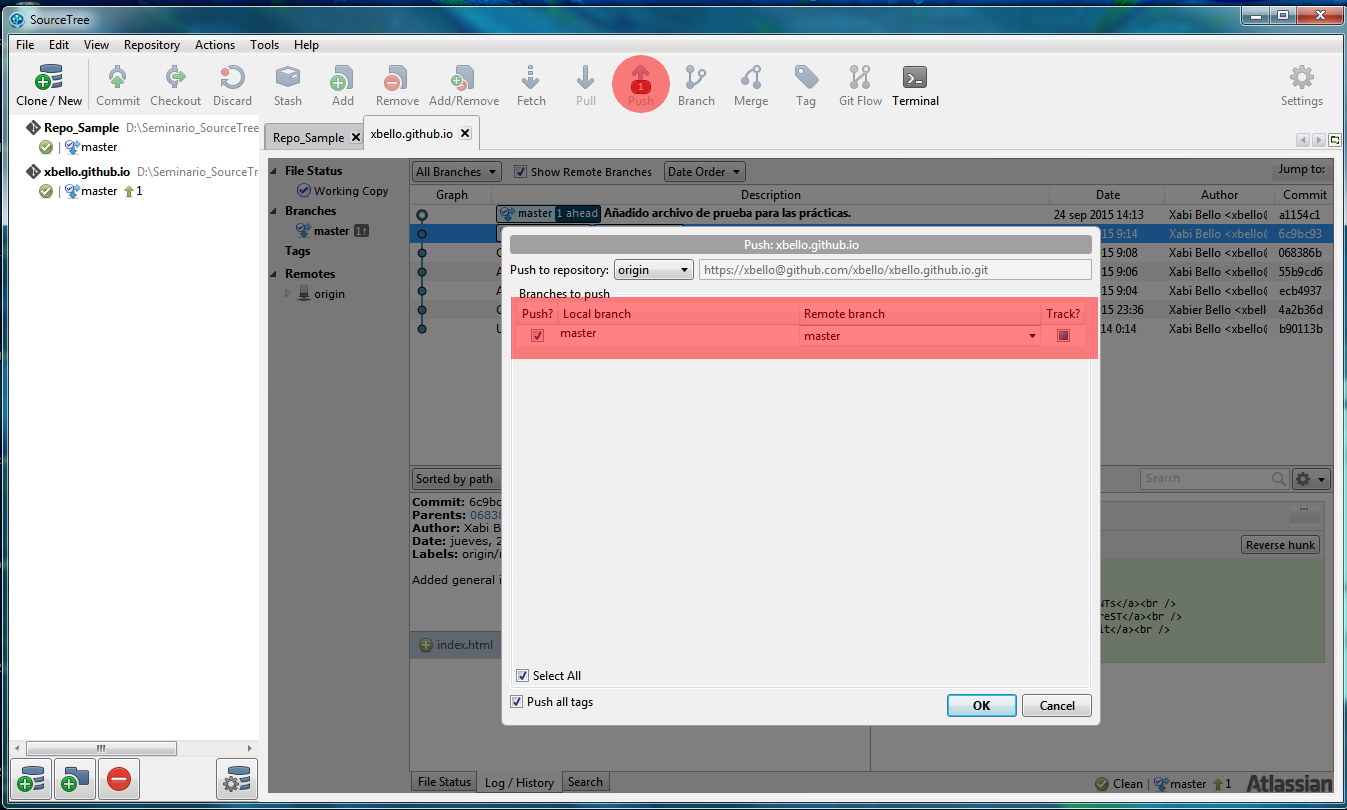 SourceTree
File Edit View Repository Actions Tools Help
Clone / New Commit Checkout Discard Stash Add Remove Add/Remove Fetch Pull 1 Push Branch Merge Tag Git Flow Terminal Settings
Repo_Sample D:\Seminario_SourceTree
master
xbello.github.io D:\Seminario_SourceTr
master 1
Repo_Sample xbello.github.io
File Status
Working Copy
Branches
master 1↑
Tags
Remotes
origin
All Branches Show Remote Branches Date Order Jump to:
Graph Description Date Author Commit
master 1 ahead Añadido archivo de prueba para las prácticas. 24 sep 2015 14:13 Xabi Bello <xbello@ a1154c1
15 9:14 Xabi Bello <xbello@ 6c9bc93
15 9:08 Xabi Bello <xbello@ 068386b
15 9:06 Xabi Bello <xbello@ 55b9cd6
15 9:04 Xabi Bello <xbello@ ecb4937
15 23:36 Xabier Bello <xbell 4a2b36d
14 0:14 Xabi Bello <xbello@ b90113b
Push: xbello.github.io
Push to repository: origin https://xbello@github.com/xbello/xbello.github.io.git
Branches to push
Push? Local branch Remote branch Track?
master master
Select All
Push all tags
OK Cancel
Sorted by path Search
Commit: 6c9bc
Parents: 0683
Author: Xabi B
Date: jueves, 2
Labels: origin/
Added general i
index.html
...
Reverse hunk
NTs</a><br />
reST</a><br />
it</a><br />
File Status Log / History Search
Clean master 1 Atlassian